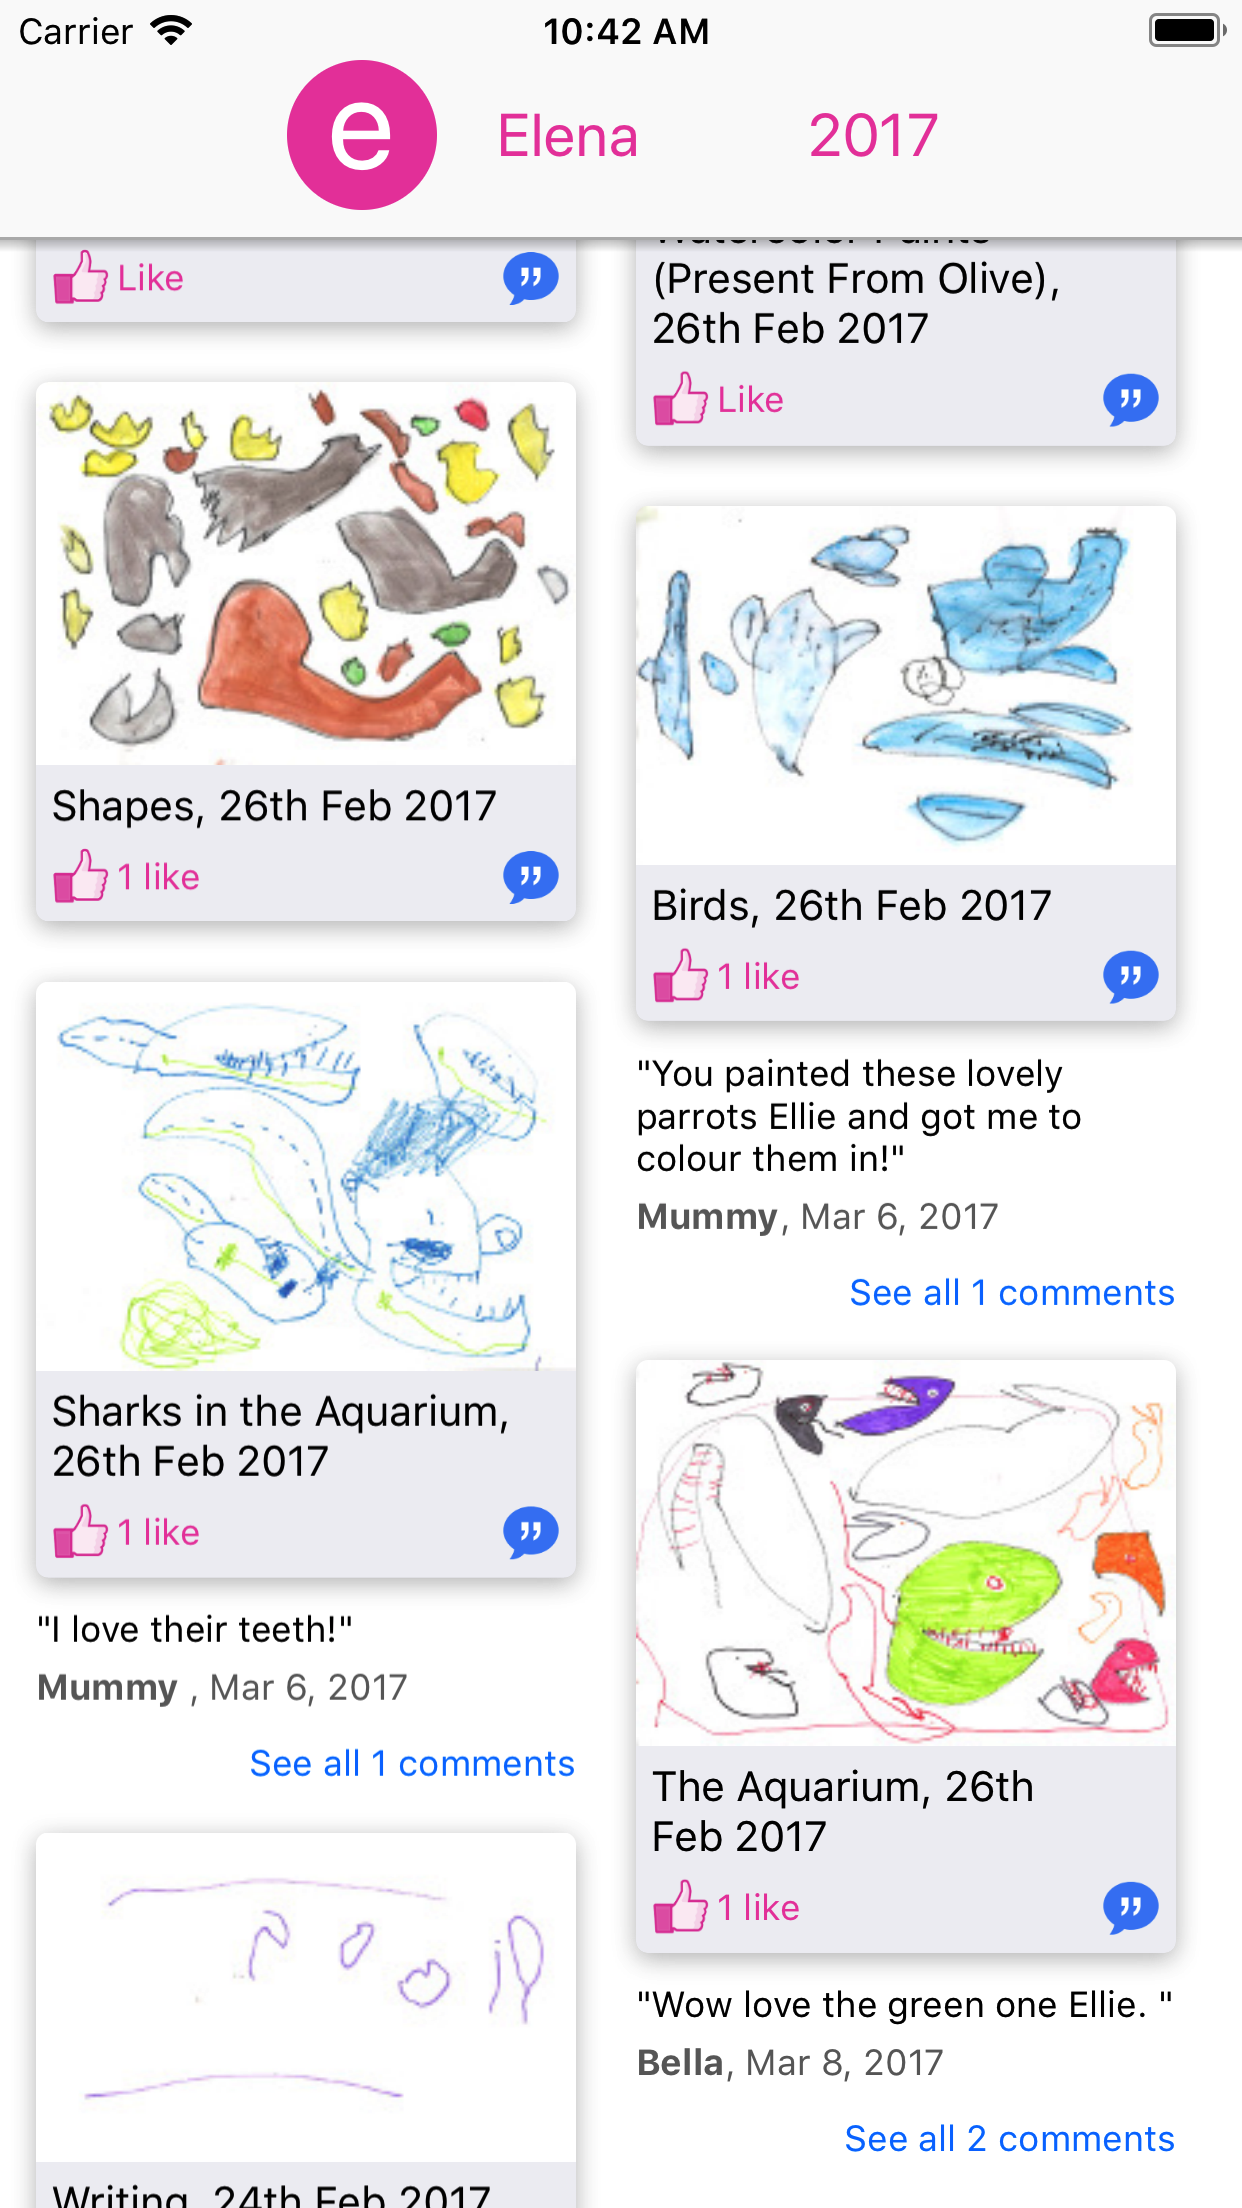 Carrier
10:42 AM
e
Elena
2017
Like
(Present From Olive),
26th Feb 2017
Like
Shapes, 26th Feb 2017
1 like
Birds, 26th Feb 2017
1 like
"You painted these lovely
parrots Ellie and got me to
colour them in!"
Mummy, Mar 6, 2017
See all 1 comments
Sharks in the Aquarium,
26th Feb 2017
1 like
"I love their teeth!"
Mummy , Mar 6, 2017
See all 1 comments
The Aquarium, 26th
Feb 2017
1 like
"Wow love the green one Ellie. "
Bella, Mar 8, 2017
See all 2 comments
Writing, 24th Feb 2017